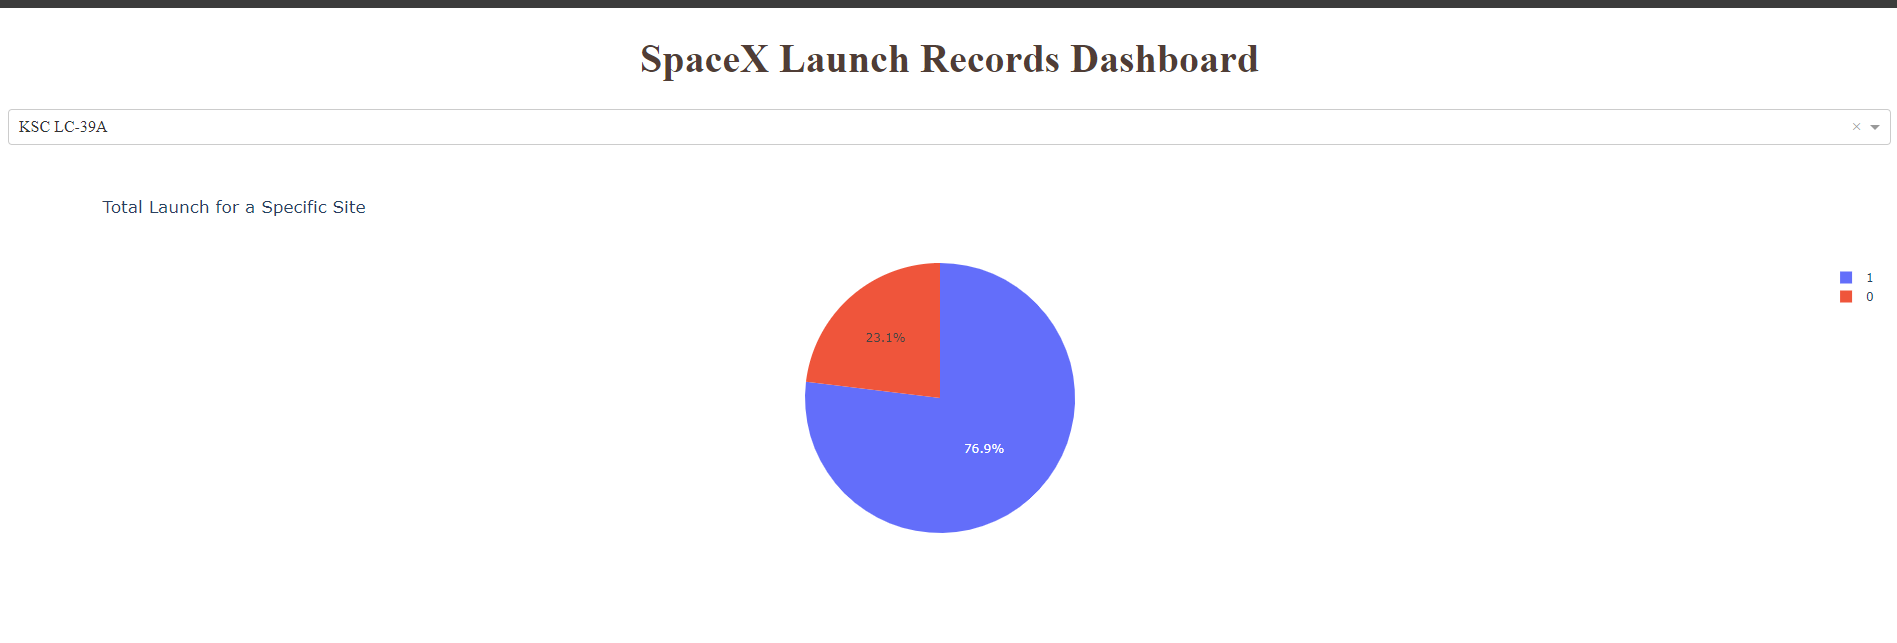 SpaceX Launch Records Dashboard
KSC LC-39A
Total Launch for a Specific Site
1
0
23.1%
76.9%